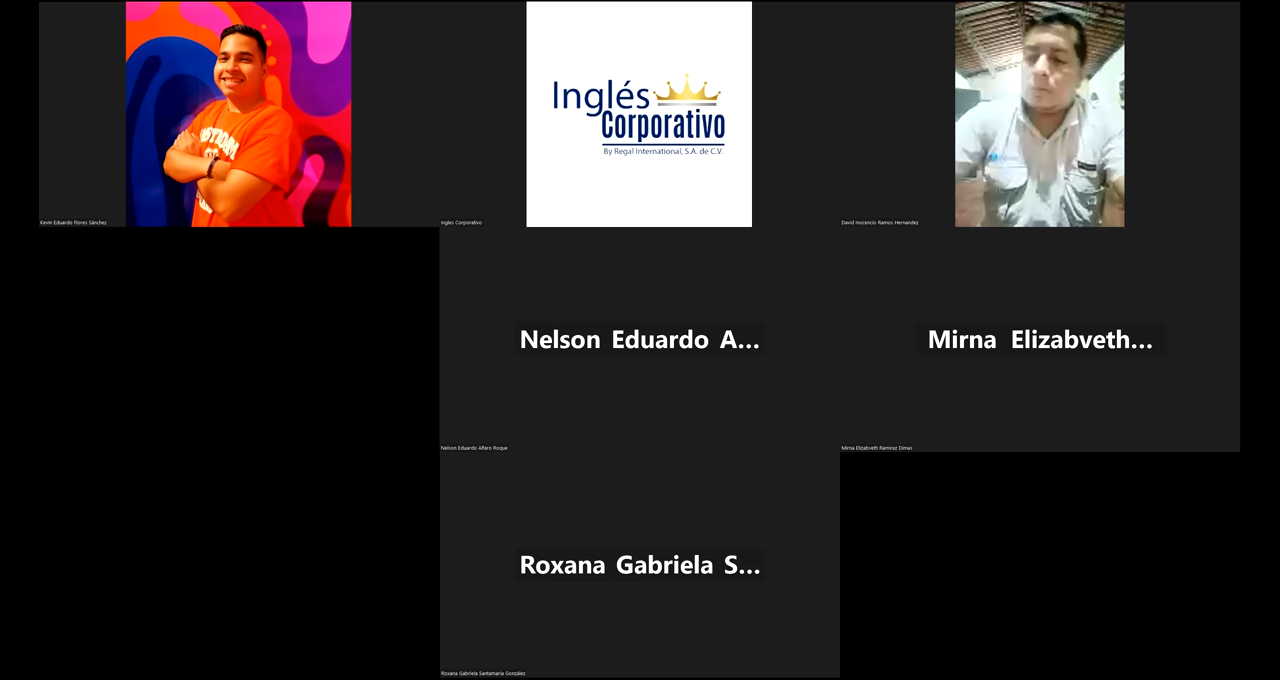 Inglés
Corporativo
By Regal International, S.A. de C.V.
Kevin Eduardo Flores Sánchez
Ingles Corporativo
David Inocencio Ramos Hernandez
Nelson Eduardo A...
Mirna Elizabveth...
Nelson Eduardo Alfaro Roque
Mirna Elizabveth Ramirez Dimas
Roxana Gabriela S...
Roxana Gabriela Santamaría González